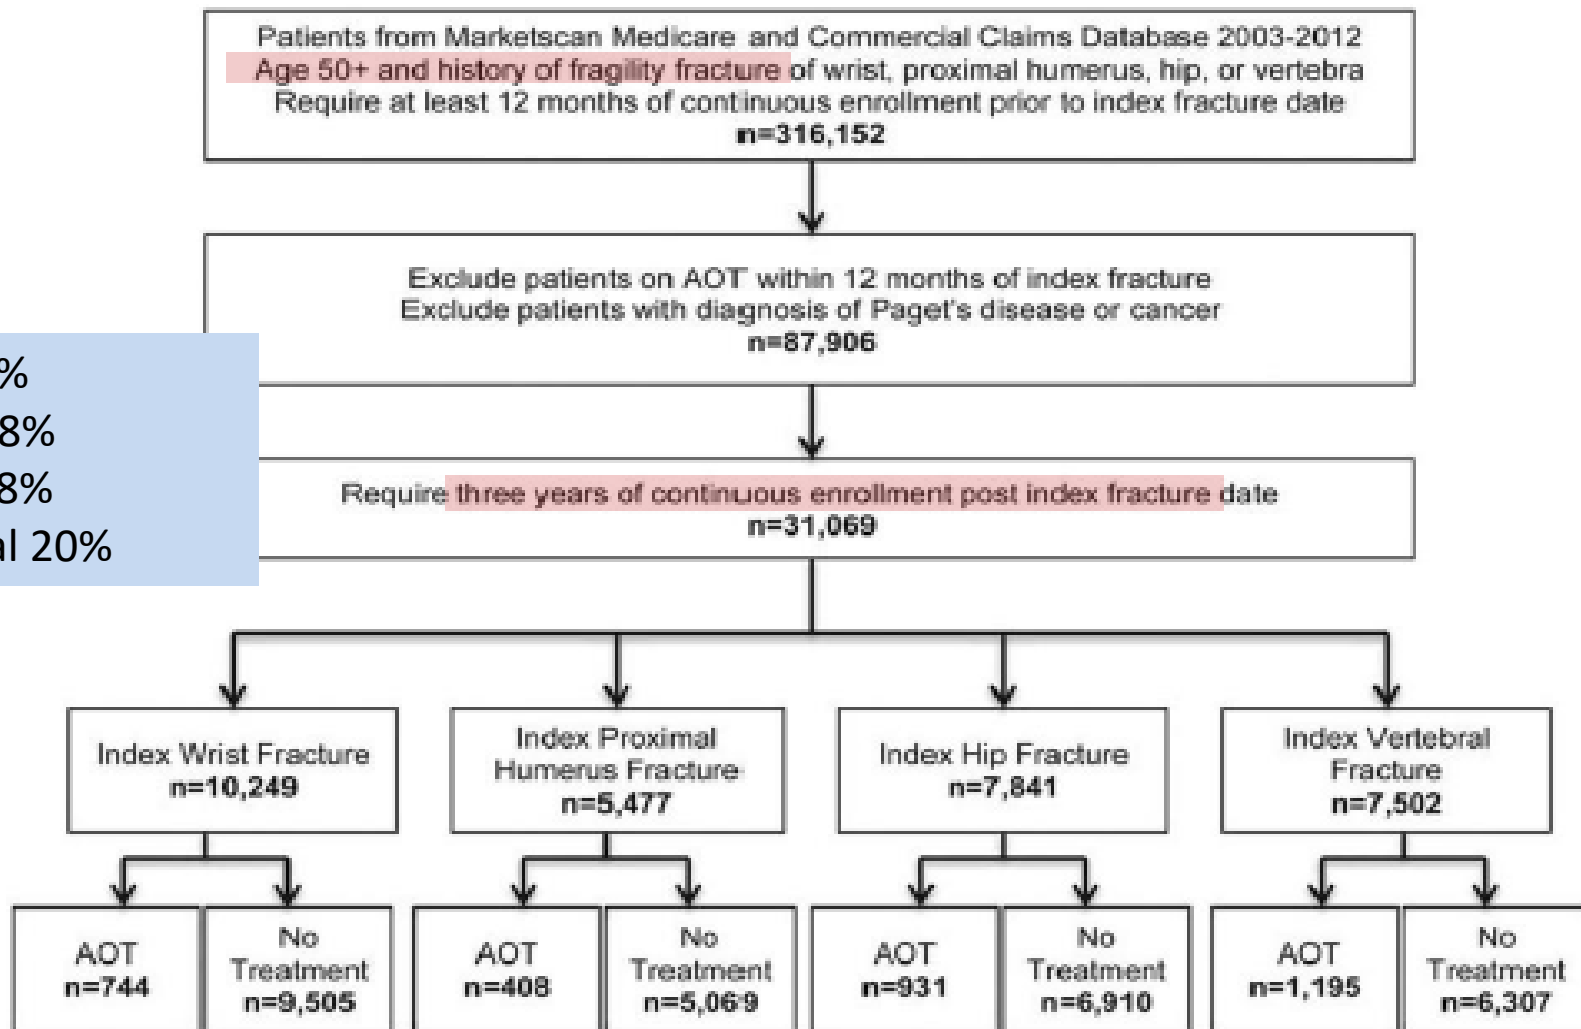 Patients from Marketscan Medicare and Commercial Claims Database 2003-2012
Age 50+ and history of fragility fracture of wrist, proximal humerus, hip, or vertebra
Require at least 12 months of continuous enrollment prior to index fracture date
n=316,152
Exclude patients on AOT within 12 months of index fracture
Exclude patients with diagnosis of Paget's disease or cancer
n=87,906
%
8%
8%
al 20%
Require three years of continuous enrollment post index fracture date
n=31,069
Index Wrist Fracture
n=10,249
Index Proximal
Humerus Fracture
n=5,477
Index Hip Fracture
n=7,841
Index Vertebral
Fracture
n=7,502
AOT
n=744
No
Treatment
n=9,505
AOT
n=408
No
Treatment
n=5,069
AOT
n=931
No
Treatment
n=6,910
AOT
n=1,195
No
Treatment
n=6,307